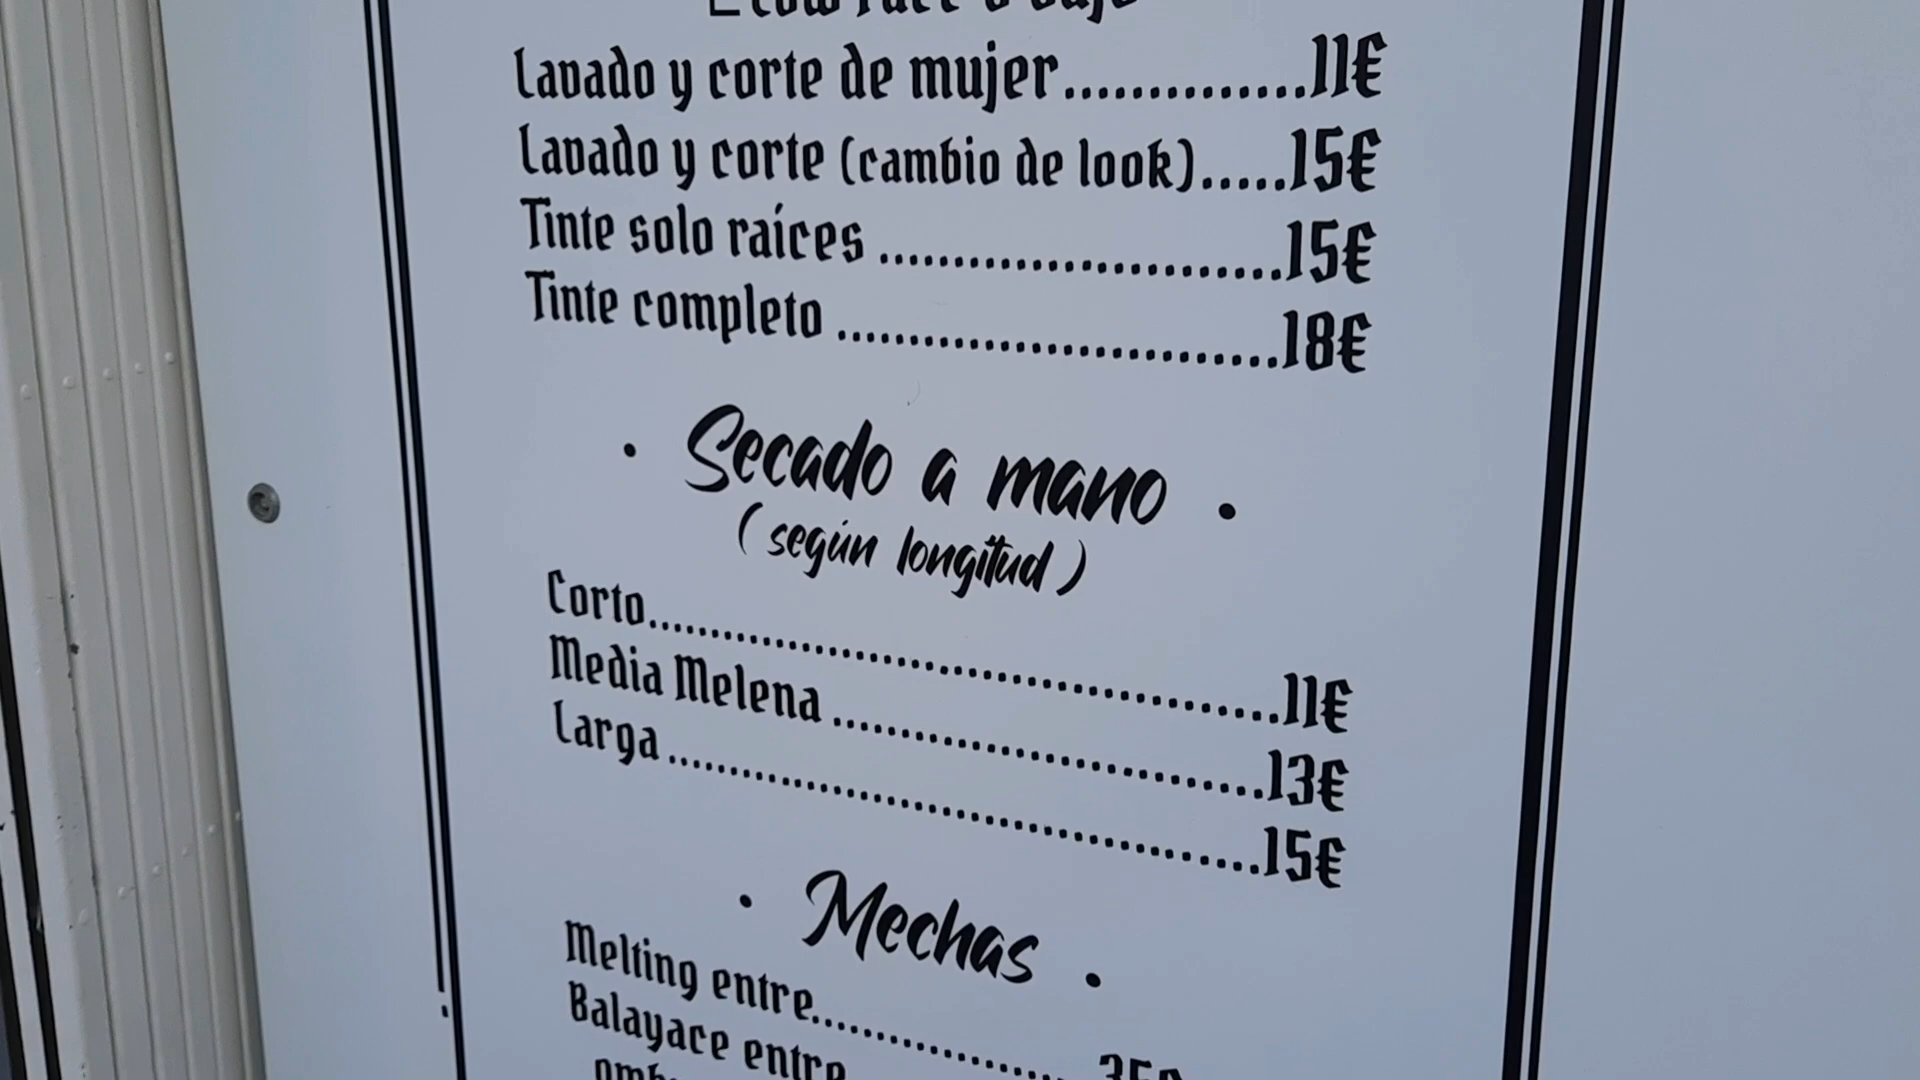 Lavado y corte de mujer..............11€
Lavado y corte (cambio de look).....15€
Tinte solo raíces ..........................15€
Tinte completo ............................18€
· Secado a mano ·
( según longitud )
Corto..........................................11€
Media Melena ............................13€
Larga .........................................15€
· Mechas ·
Melting entre....................
Balayace entre